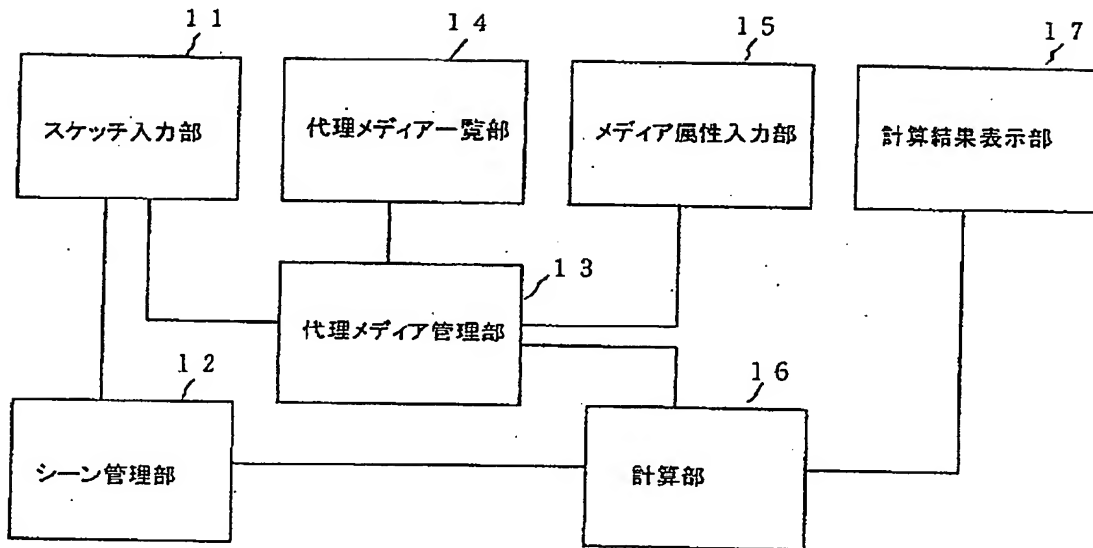 11
14
15
17
スケッチ入力部
代理メディア一覧部
メディア属性入力部
計算結果表示部
13
代理メディア管理部
12
16
シーン管理部
計算部